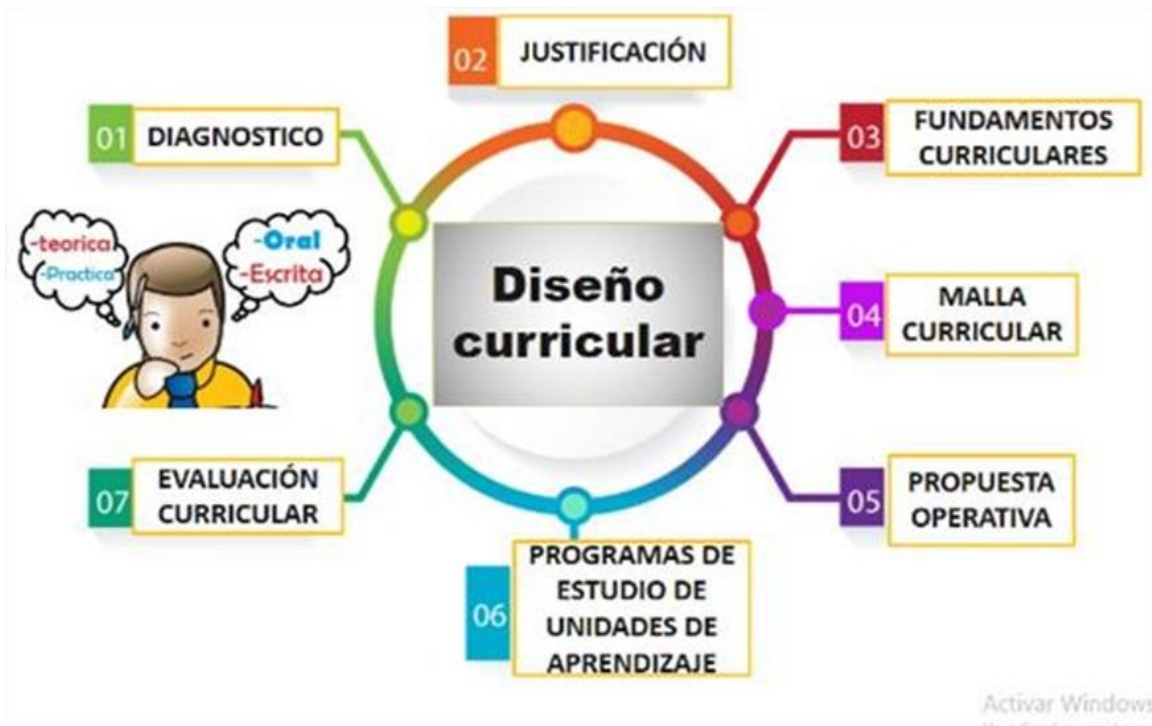 02 JUSTIFICACIÓN
01 DIAGNOSTICO
03 FUNDAMENTOS
CURRICULARES
-teorica
-Practica
-Oral
-Escrita
Diseño
curricular
04 MALLA
CURRICULAR
07 EVALUACIÓN
CURRICULAR
05 PROPUESTA
OPERATIVA
06 PROGRAMAS DE
ESTUDIO DE
UNIDADES DE
APRENDIZAJE
Activar Windows